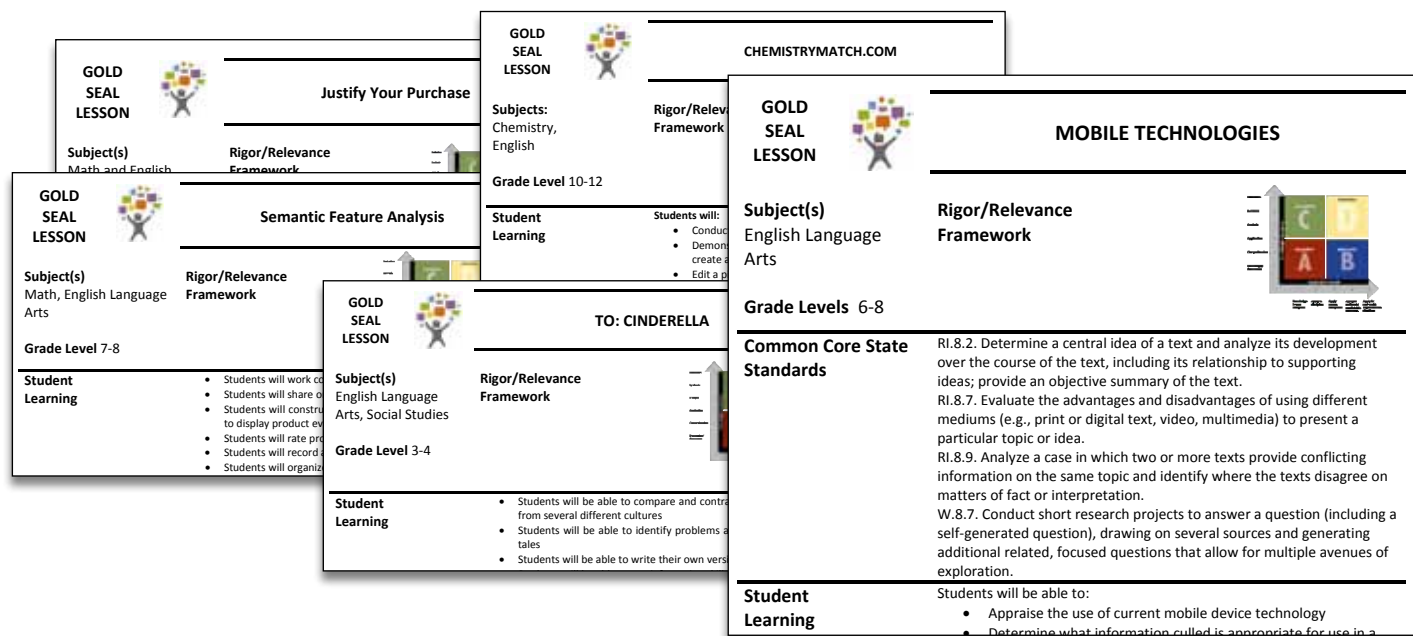 GOLD
SEAL
LESSON
Justify Your Purchase
Subject(s)
Math and English
Rigor/Relevance
Framework
GOLD
SEAL
LESSON
CHEMISTRYMATCH.COM
Subjects:
Chemistry,
English
Rigor/Releva
Framework
Grade Level 10-12
Student
Learning
Students will:
• Conduc
• Demons
create a
• Edit a p
GOLD
SEAL
LESSON
Semantic Feature Analysis
Subject(s)
Math, English Language
Arts
Rigor/Relevance
Framework
Grade Level 7-8
Student
Learning
• Students will work co
• Students will share o
• Students will constru
to display product ev
• Students will rate pro
• Students will record a
• Students will organize
GOLD
SEAL
LESSON
TO: CINDERELLA
Subject(s)
English Language
Arts, Social Studies
Rigor/Relevance
Framework
Grade Level 3-4
Student
Learning
• Students will be able to compare and contra
from several different cultures
• Students will be able to identify problems a
tales
• Students will be able to write their own vers
GOLD
SEAL
LESSON
MOBILE TECHNOLOGIES
Subject(s)
English Language
Arts
Rigor/Relevance
Framework
C D
A B
Grade Levels 6-8
Common Core State
Standards
RI.8.2. Determine a central idea of a text and analyze its development
over the course of the text, including its relationship to supporting
ideas; provide an objective summary of the text.
RI.8.7. Evaluate the advantages and disadvantages of using different
mediums (e.g., print or digital text, video, multimedia) to present a
particular topic or idea.
RI.8.9. Analyze a case in which two or more texts provide conflicting
information on the same topic and identify where the texts disagree on
matters of fact or interpretation.
W.8.7. Conduct short research projects to answer a question (including a
self-generated question), drawing on several sources and generating
additional related, focused questions that allow for multiple avenues of
exploration.
Student
Learning
Students will be able to:
• Appraise the use of current mobile device technology
• Determine what information culled is appropriate for use in a